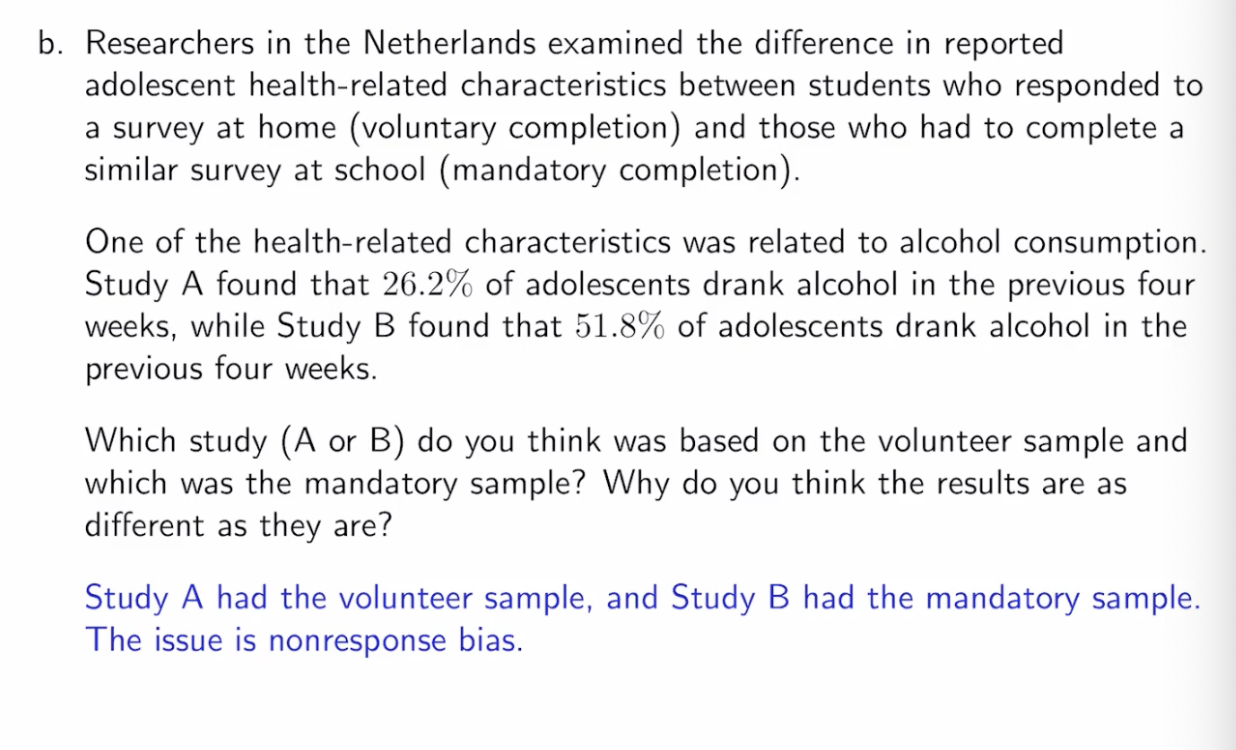 b. Researchers in the Netherlands examined the difference in reported
adolescent health-related characteristics between students who responded to
a survey at home (voluntary completion) and those who had to complete a
similar survey at school (mandatory completion).
One of the health-related characteristics was related to alcohol consumption.
Study A found that 26.2% of adolescents drank alcohol in the previous four
weeks, while Study B found that 51.8% of adolescents drank alcohol in the
previous four weeks.
Which study (A or B) do you think was based on the volunteer sample and
which was the mandatory sample? Why do you think the results are as
different as they are?
Study A had the volunteer sample, and Study B had the mandatory sample.
The issue is nonresponse bias.